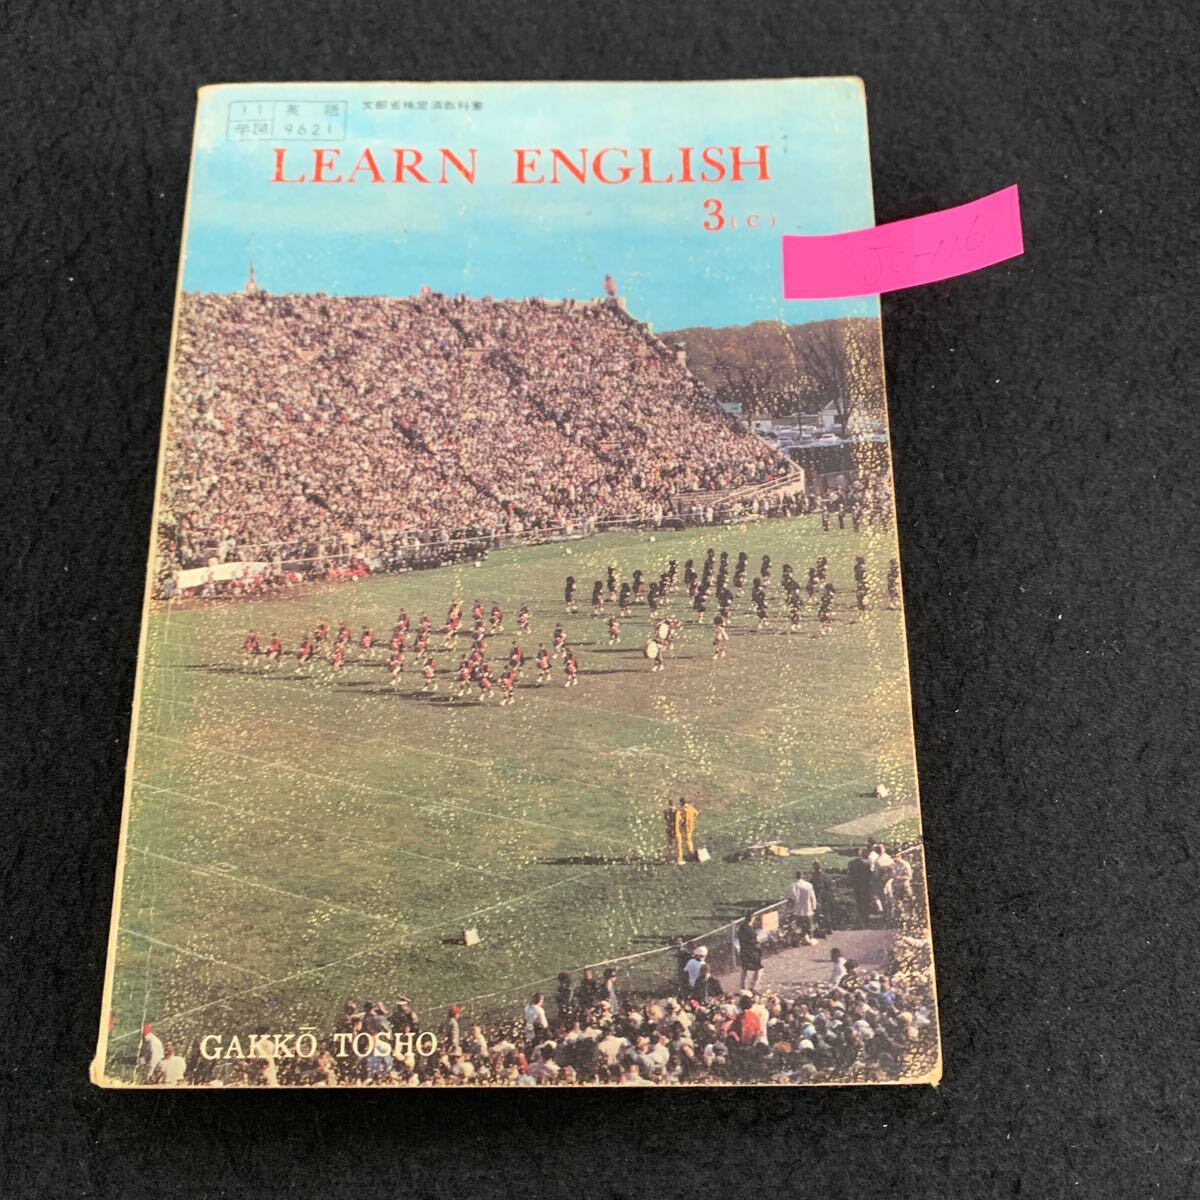 11 英語
学図 9621
文部省検定済教科書
LEARN ENGLISH
3(C)
JC-116
GAKKŌ TOSHO